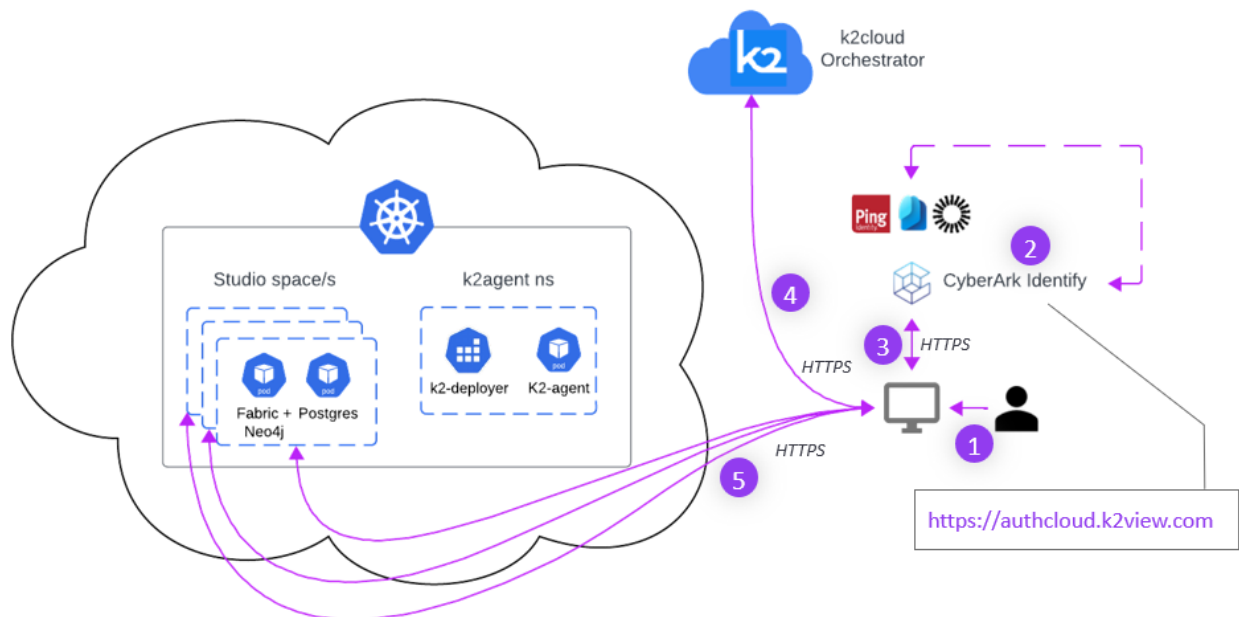 k2
k2cloud
Orchestrator
Ping
Identity
2
CyberArk Identify
4
3
HTTPS
HTTPS
1
HTTPS
5
https://authcloud.k2view.com
Studio space/s
k2agent ns
pod
pod
Fabric + Postgres
Neo4j
k2-deployer
pod
K2-agent